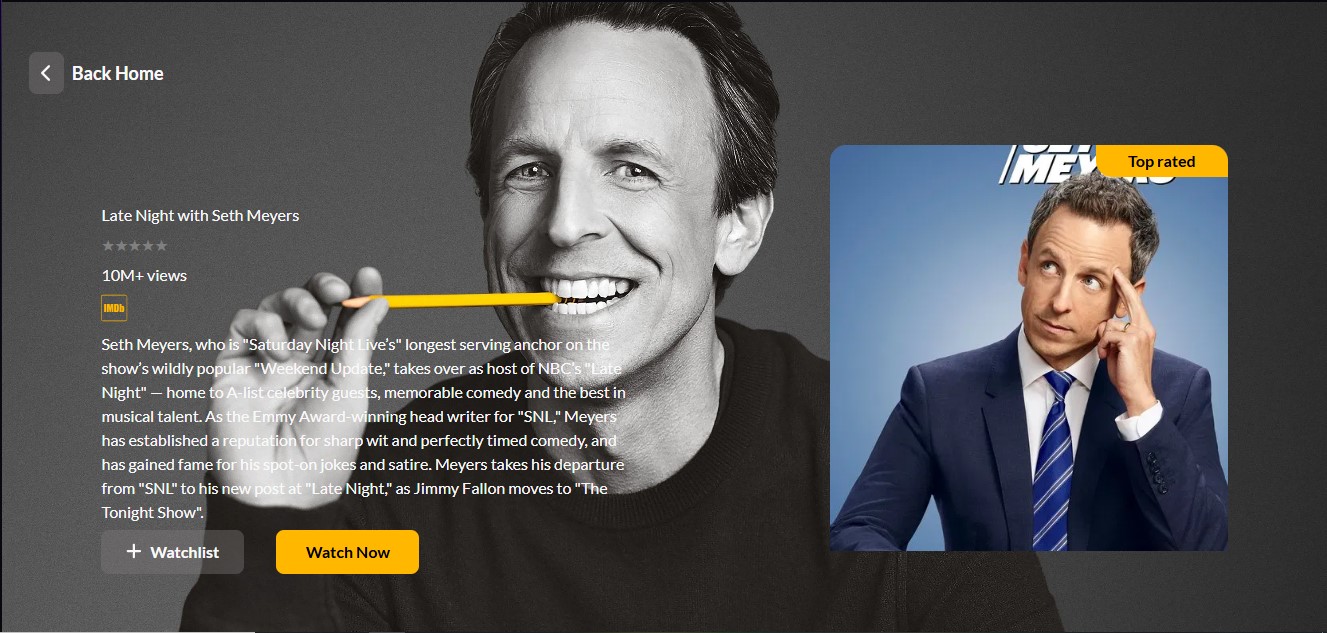 Back Home
Late Night with Seth Meyers
10M+ views
IMDb
Seth Meyers, who is "Saturday Night Live’s" longest serving anchor on the
show’s wildly popular "Weekend Update," takes over as host of NBC’s "Late
Night" — home to A-list celebrity guests, memorable comedy and the best in
musical talent. As the Emmy Award-winning head writer for "SNL," Meyers
has established a reputation for sharp wit and perfectly timed comedy, and
has gained fame for his spot-on jokes and satire. Meyers takes his departure
from "SNL" to his new post at "Late Night," as Jimmy Fallon moves to "The
Tonight Show".
+ Watchlist
Watch Now
Top rated